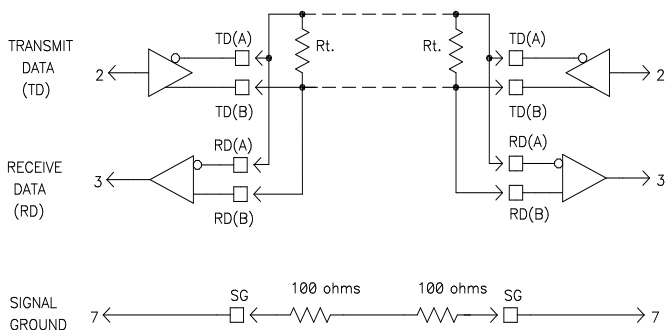 TRANSMIT
DATA
(TD)
2
TD(A)
TD(B)
Rt.
Rt.
TD(A)
TD(B)
2
RECEIVE
DATA
(RD)
3
RD(A)
RD(B)
RD(A)
RD(B)
3
SIGNAL
GROUND
7
SG
100 ohms
100 ohms
SG
7